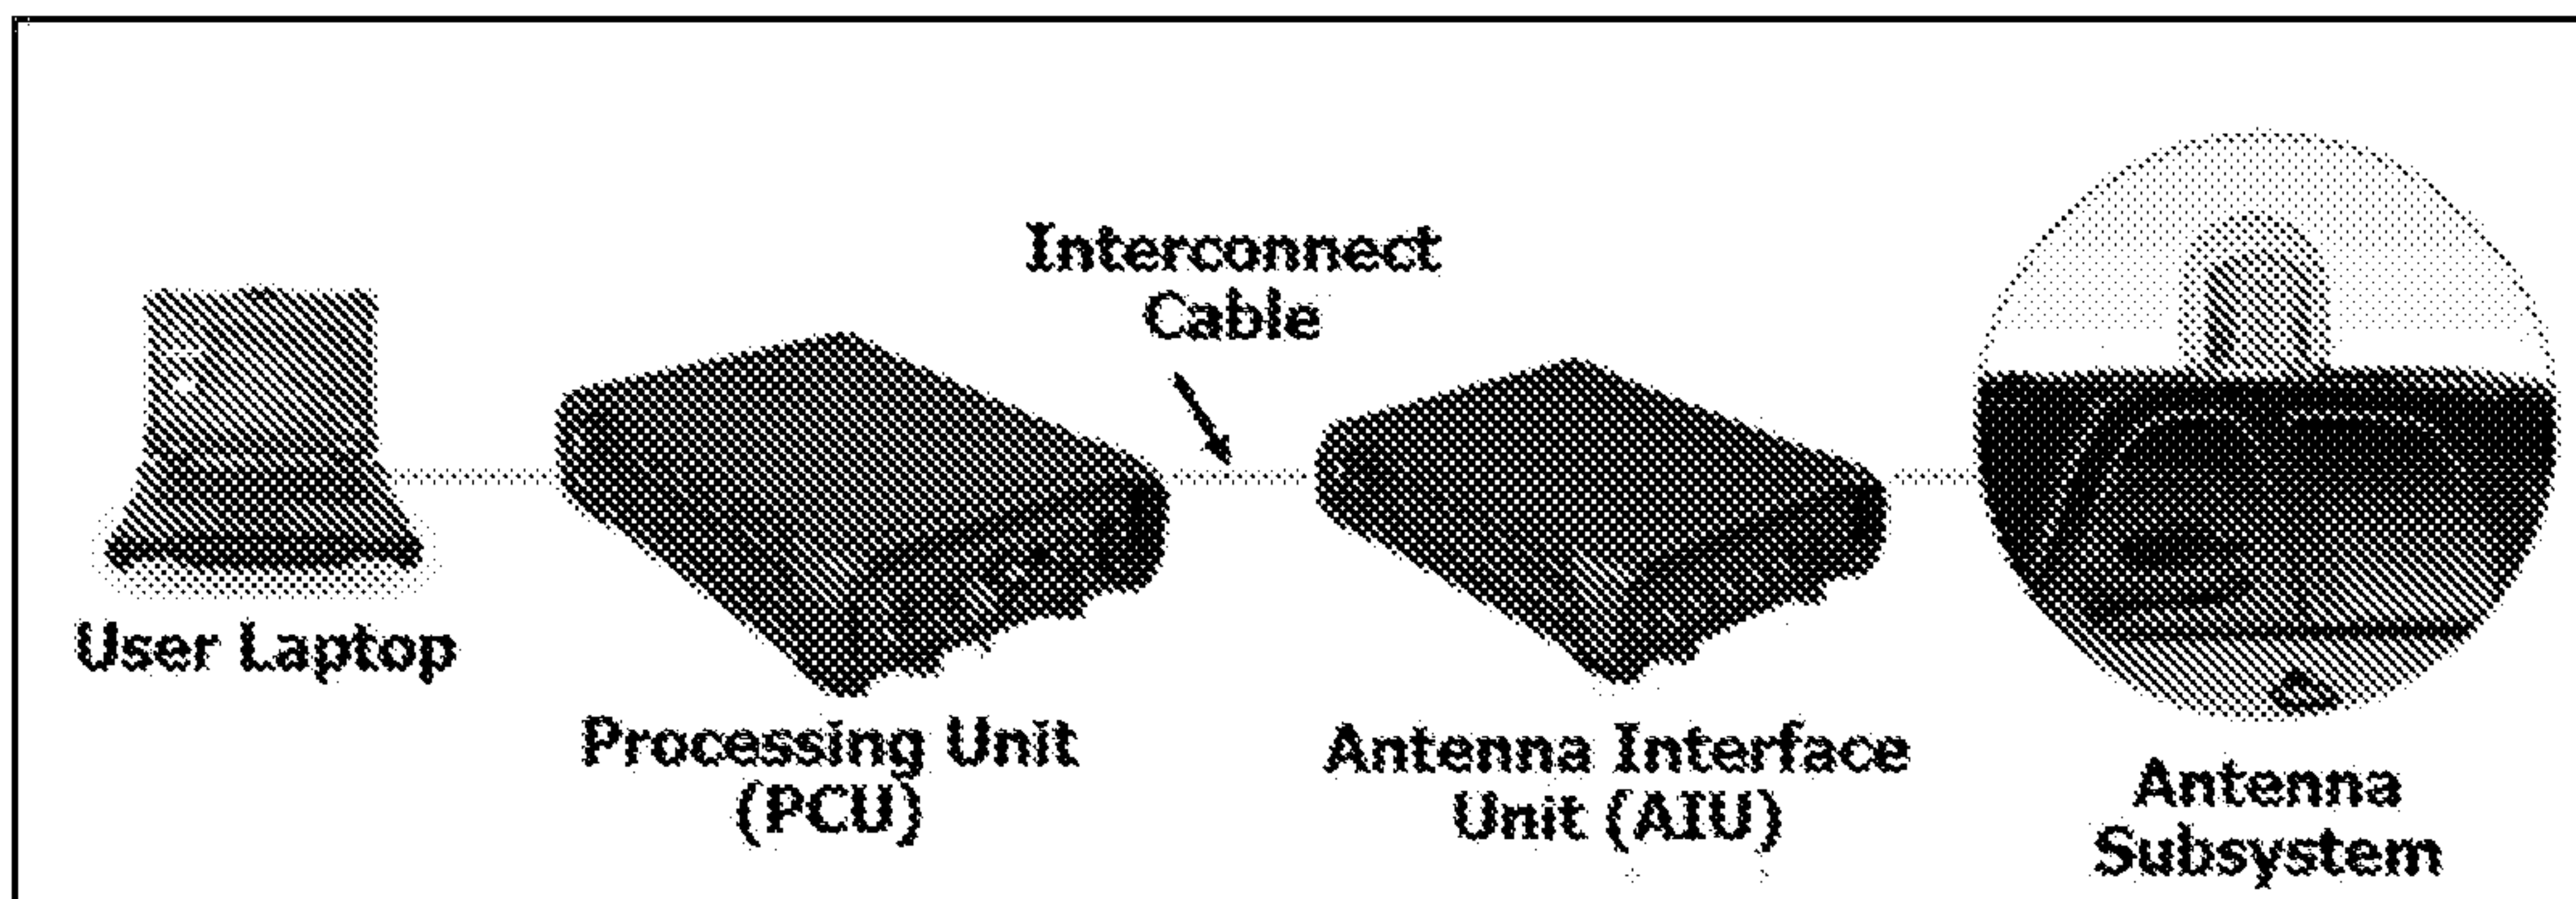 Interconnect
Cable
User Laptop
Processing Unit
(PCU)
Antenna Interface
Unit (AIU)
Antenna
Subsystem